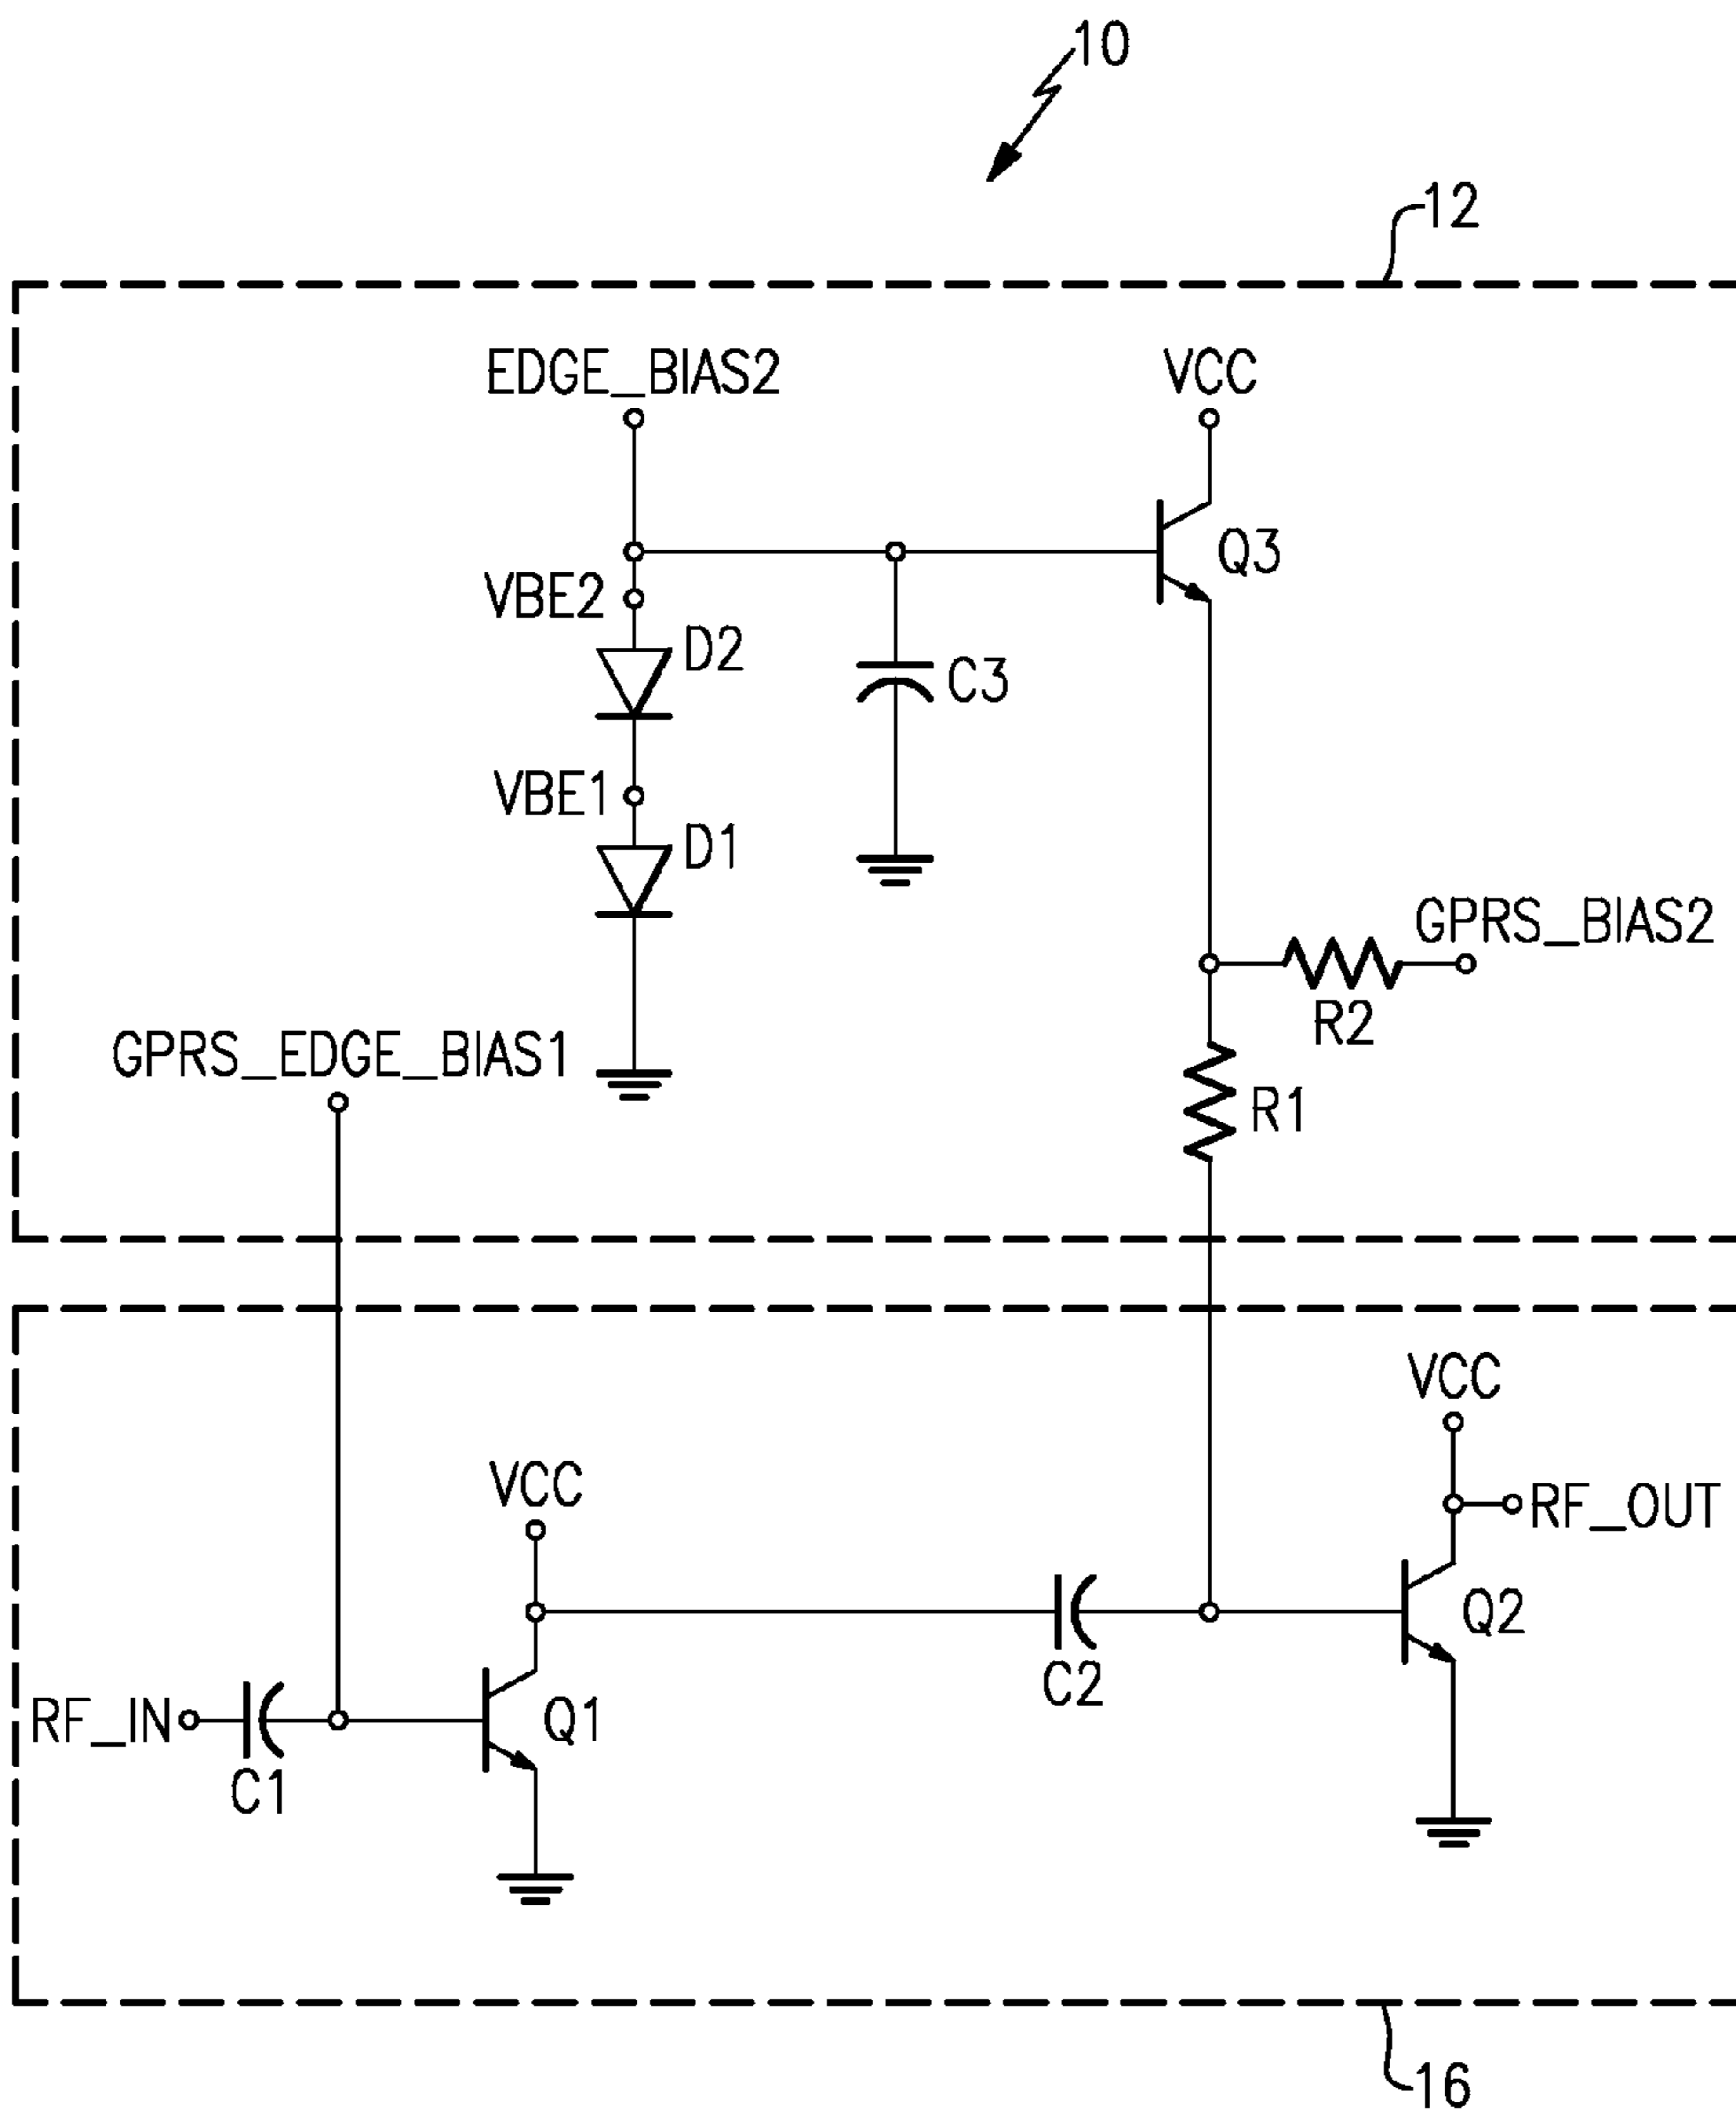 10
12
EDGE_BIAS2
VCC
Q3
VBE2
D2
C3
VBE1
D1
GPRS_BIAS2
R2
GPRS_EDGE_BIAS1
R1
VCC
VCC
RF_OUT
Q2
C2
RF_IN
Q1
C1
16